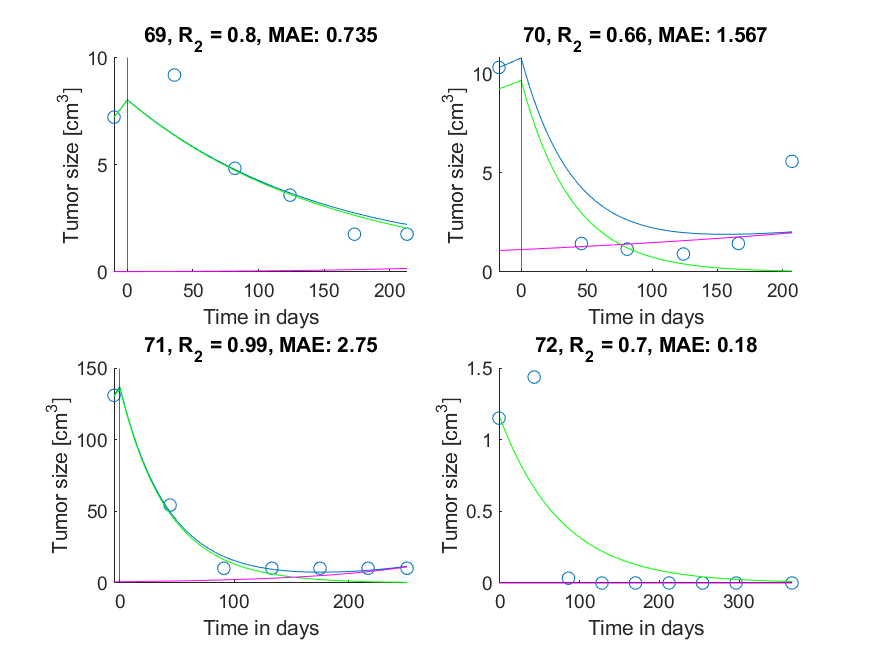 69, R2 = 0.8, MAE: 0.735
10
5
0
0 50 100 150 200
Tumor size [cm3]
Time in days
70, R2 = 0.66, MAE: 1.567
10
5
0
0 50 100 150 200
Tumor size [cm3]
Time in days
71, R2 = 0.99, MAE: 2.75
150
100
50
0
0 100 200
Tumor size [cm3]
Time in days
72, R2 = 0.7, MAE: 0.18
1.5
1
0.5
0
0 100 200 300
Tumor size [cm3]
Time in days